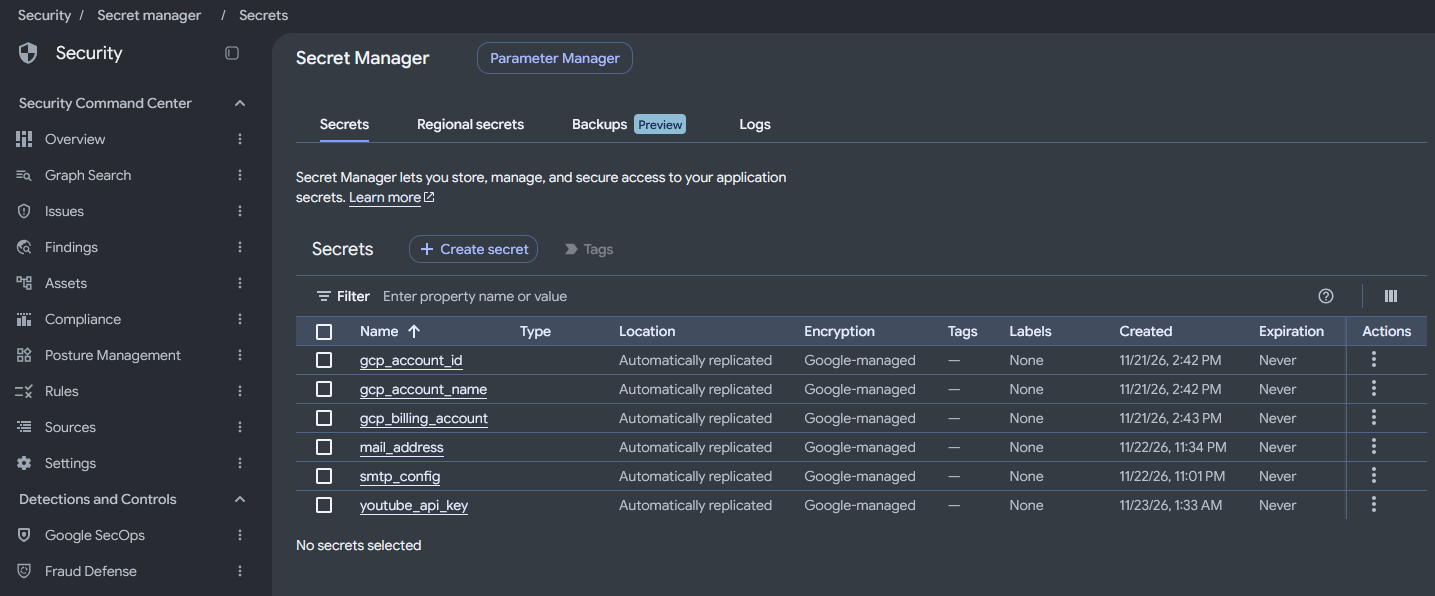 Security / Secret manager / Secrets
Security
Security Command Center
Overview
Graph Search
Issues
Findings
Assets
Compliance
Posture Management
Rules
Sources
Settings
Detections and Controls
Google SecOps
Fraud Defense
Secret Manager Parameter Manager
Secrets Regional secrets Backups Preview Logs
Secret Manager lets you store, manage, and secure access to your application
secrets. Learn more
Secrets + Create secret Tags
Filter Enter property name or value
Name Type Location Encryption Tags Labels Created Expiration Actions
gcp_account_id Automatically replicated Google-managed — None 11/21/26, 2:42 PM Never
gcp_account_name Automatically replicated Google-managed — None 11/21/26, 2:42 PM Never
gcp_billing_account Automatically replicated Google-managed — None 11/21/26, 2:43 PM Never
mail_address Automatically replicated Google-managed — None 11/22/26, 11:34 PM Never
smtp_config Automatically replicated Google-managed — None 11/22/26, 11:01 PM Never
youtube_api_key Automatically replicated Google-managed — None 11/23/26, 1:33 AM Never
No secrets selected